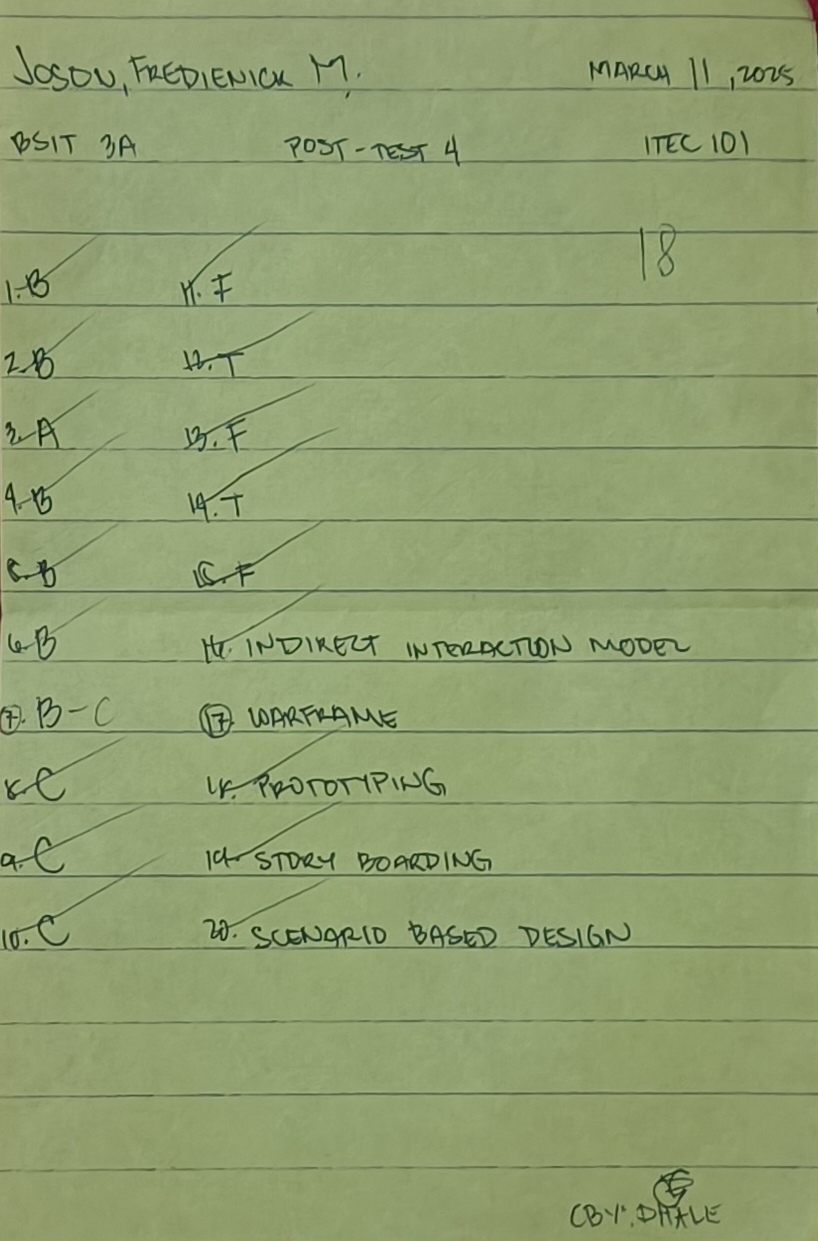 JOSON, FREDIENICK M. MARCH 11, 2025
BSIT 3A POST-TEST 4 ITEC 101
18
1. B 11. F
2. B 12. T
3. A 13. F
4. B 14. T
5. B 15. F
6. B 16. INDIRECT INTERACTION MODEL
7. B-C 17. WARFRAME
8. C 18. PROTOTYPING
9. C 19. STORY BOARDING
10. C 20. SCENARIO BASED DESIGN
CBY: DHALE